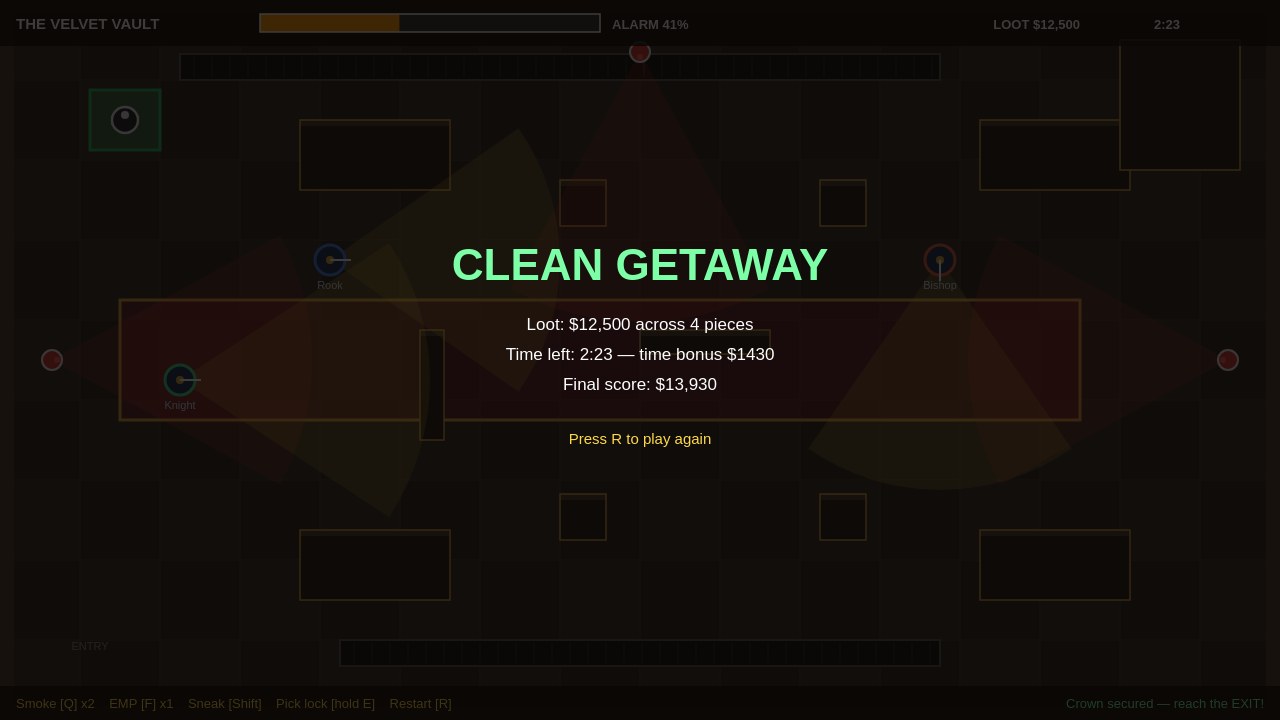 THE VELVET VAULT
ALARM 41%
LOOT $12,500
2:23
Rook
Bishop
Knight
CLEAN GETAWAY
Loot: $12,500 across 4 pieces
Time left: 2:23 — time bonus $1430
Final score: $13,930
Press R to play again
ENTRY
Smoke [Q] x2 EMP [F] x1 Sneak [Shift] Pick lock [hold E] Restart [R]
Crown secured — reach the EXIT!